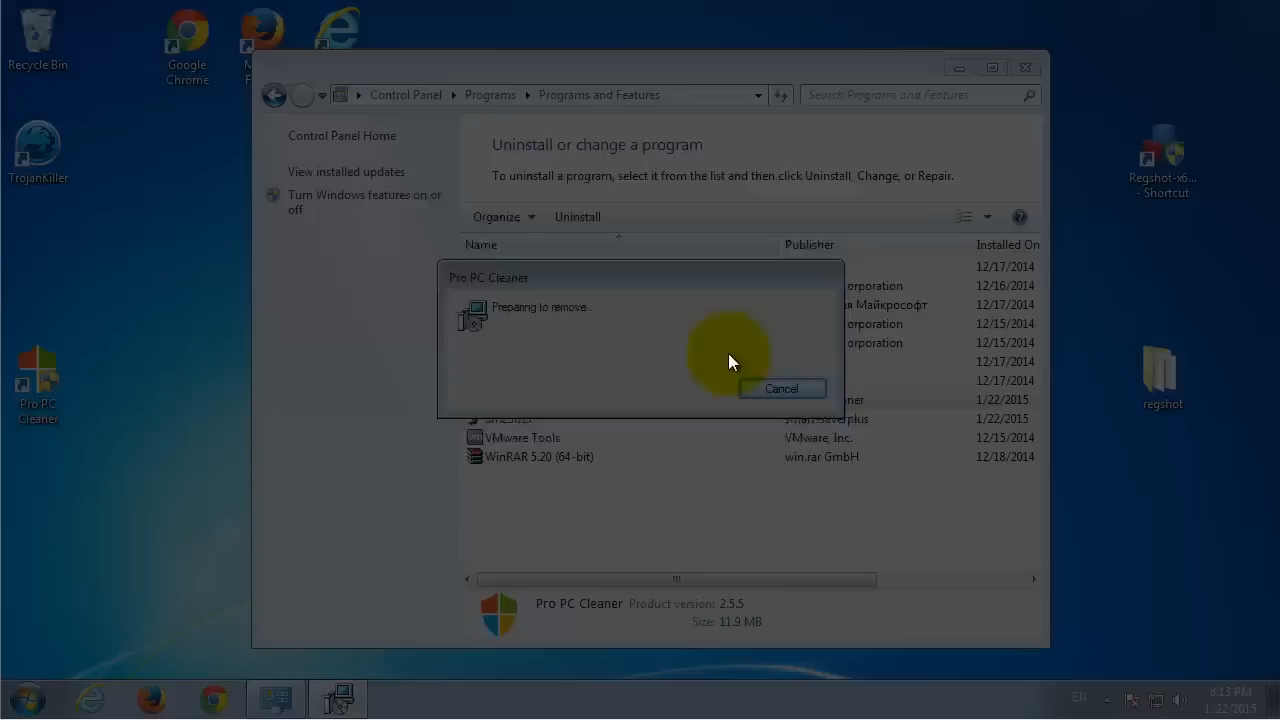 Recycle Bin
Google
Chrome
TrojanKiller
Pro PC
Cleaner
Regshot-x6...
- Shortcut
regshot
Control Panel
Programs
Programs and Features
Search Programs and Features
Control Panel Home
View installed updates
Turn Windows features on or
off
Uninstall or change a program
To uninstall a program, select it from the list and then click Uninstall, Change, or Repair.
Organize
Uninstall
Name
Publisher
Installed On
12/17/2014
orporation 12/16/2014
ия Майкрософт 12/17/2014
orporation 12/15/2014
orporation 12/15/2014
12/17/2014
12/17/2014
1/22/2015
1/22/2015
VMware Tools VMware, Inc. 12/15/2014
WinRAR 5.20 (64-bit) win.rar GmbH 12/18/2014
Pro PC Cleaner
Preparing to remove...
Cancel
Pro PC Cleaner Product version: 2.5.5
Size: 11.9 MB
EN
8:13 PM
1/22/2015